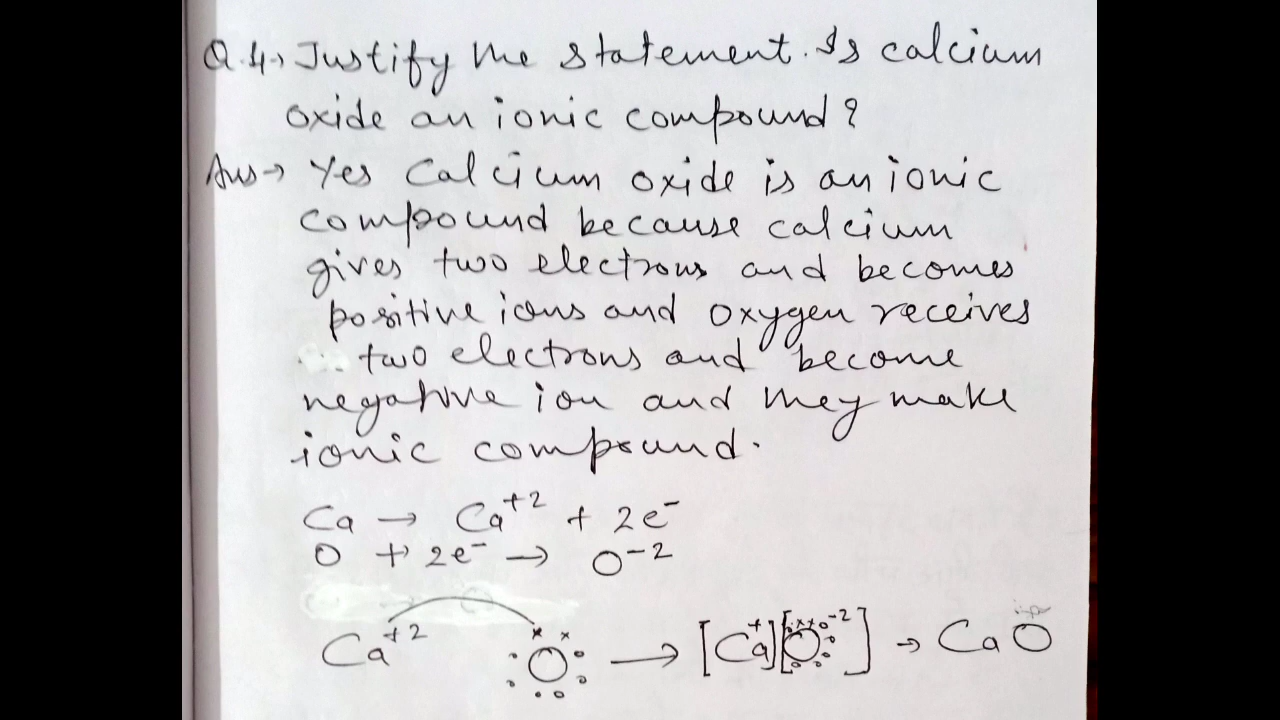 Q.4→ Justify the statement. Is calcium
oxide an ionic compound?
Ans→ Yes Calcium oxide is an ionic
compound because calcium
gives two electrons and becomes
positive ions and oxygen receives
two electrons and become
negative ion and they make
ionic compound.
Ca → Ca⁺² + 2e⁻
O + 2e⁻ → O⁻²
Ca⁺² O → [Ca⁺][O⁻²] → CaO